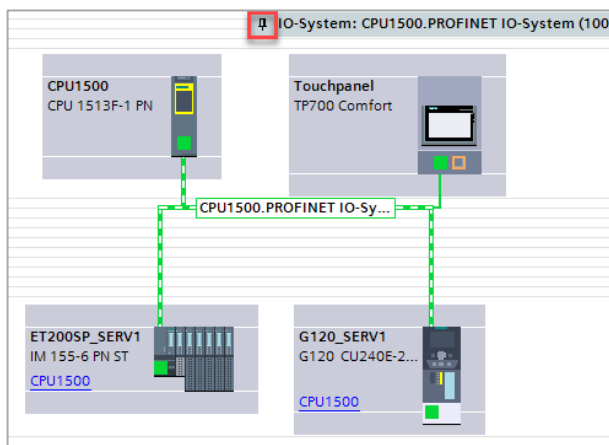 IO-System: CPU1500.PROFINET IO-System (100
CPU1500
CPU 1513F-1 PN
Touchpanel
TP700 Comfort
CPU1500.PROFINET IO-Sy...
ET200SP_SERV1
IM 155-6 PN ST
CPU1500
G120_SERV1
G120 CU240E-2...
CPU1500